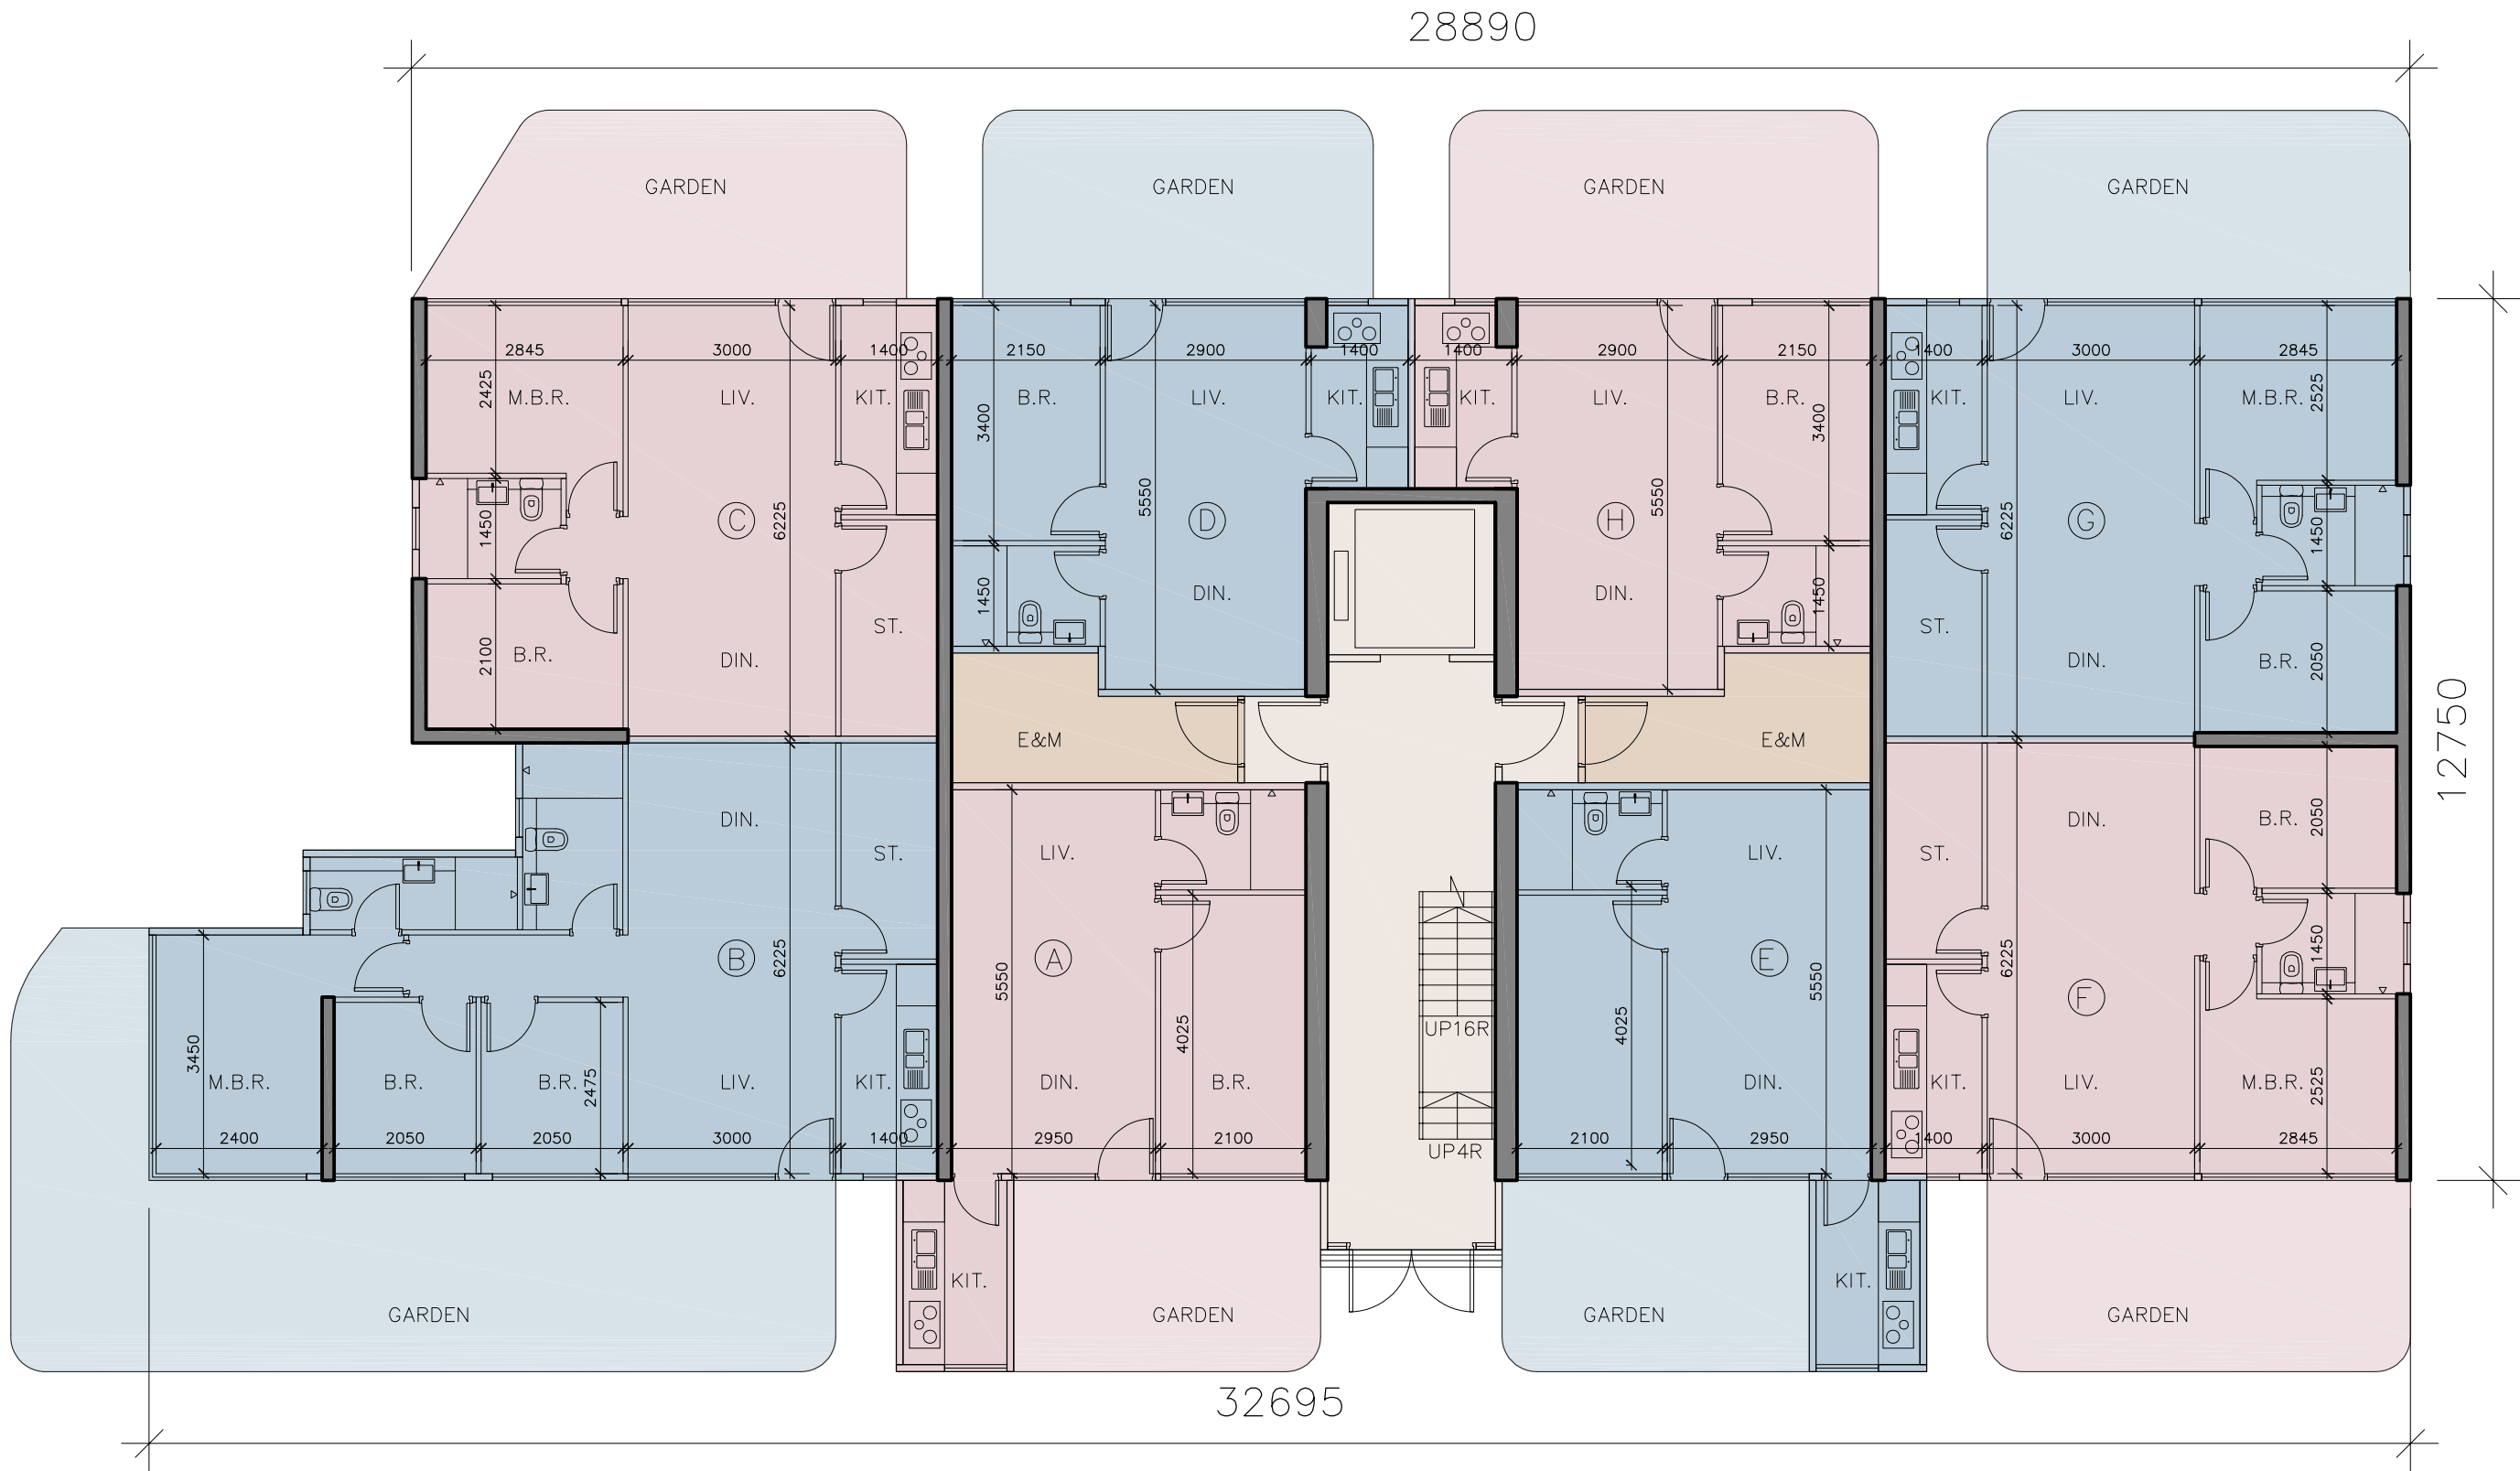 28890
GARDEN GARDEN GARDEN GARDEN
2845 3000 1400 2150 2900 1400 1400 2900 2150 1400 3000 2845
2425 3400 3400 2525
M.B.R. LIV. KIT. B.R. LIV. KIT. KIT. LIV. B.R. KIT. LIV. M.B.R.
1450 C 6225 5550 D H 5550 6225 G 1450
1450 DIN. DIN. 1450
2100 B.R. DIN. ST. ST. DIN. B.R. 2050
E&M E&M
12750
DIN. ST. LIV. LIV. ST. DIN. B.R. 2050
B 6225 5550 A E 5550 6225 F 1450
4025 4025
UP16R
3450 2475 2525
M.B.R. B.R. B.R. LIV. KIT. DIN. B.R. DIN. KIT. LIV. M.B.R.
2400 2050 2050 3000 1400 2950 2100 2100 2950 1400 3000 2845
UP4R
KIT. KIT.
GARDEN GARDEN GARDEN GARDEN
32695